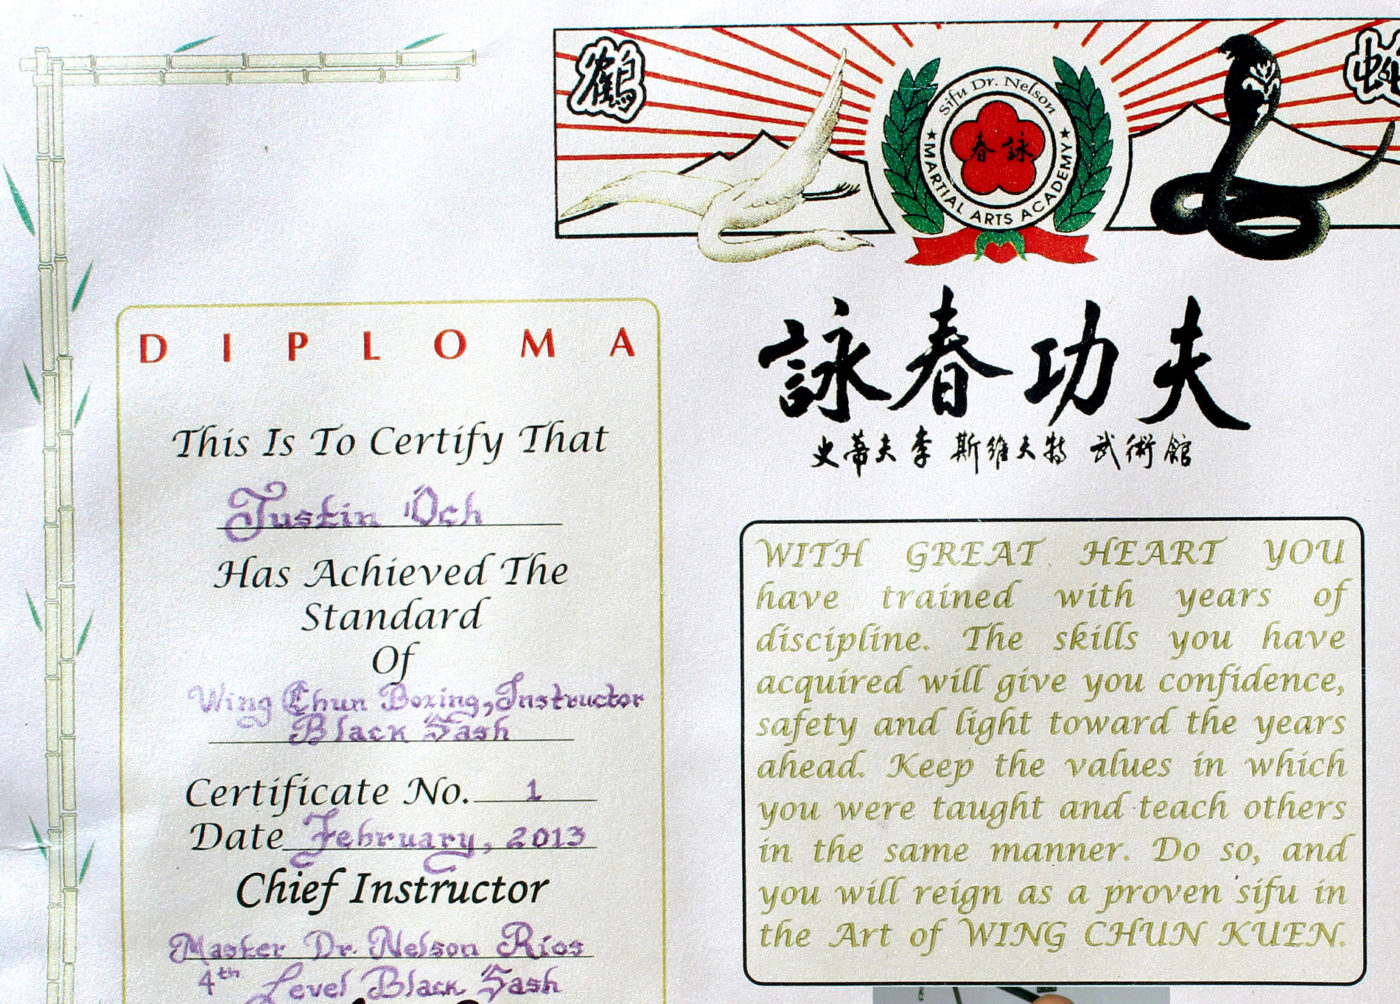 鶴
蛇
Sifu Dr. Nelson
春詠
★ MARTIAL ARTS ACADEMY ★
詠春功夫
史蒂夫李 斯維夫特 武術館
DIPLOMA
This Is To Certify That
Justin Och
Has Achieved The
Standard
Of
Wing Chun Boxing, Instructor
Black Sash
Certificate No. 1
Date February, 2013
Chief Instructor
Master Dr. Nelson Rios
4th Level Black Sash
WITH GREAT HEART YOU
have trained with years of
discipline. The skills you have
acquired will give you confidence,
safety and light toward the years
ahead. Keep the values in which
you were taught and teach others
in the same manner. Do so, and
you will reign as a proven sifu in
the Art of WING CHUN KUEN.